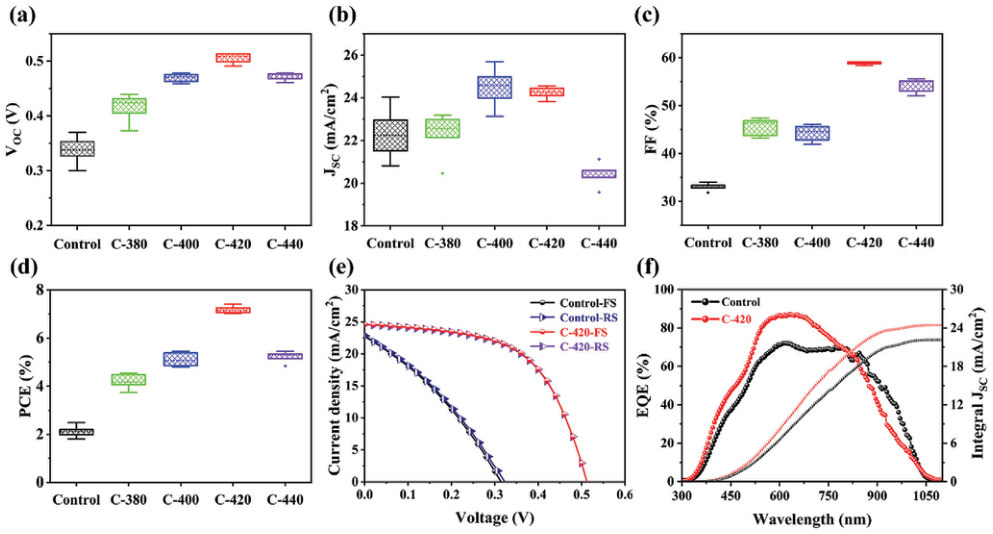 (a)
V_OC (V)
0.5
0.4
0.3
0.2
Control C-380 C-400 C-420 C-440
(b)
J_SC (mA/cm²)
26
24
22
20
18
Control C-380 C-400 C-420 C-440
(c)
FF (%)
60
50
40
30
Control C-380 C-400 C-420 C-440
(d)
PCE (%)
8
6
4
2
0
Control C-380 C-400 C-420 C-440
(e)
Current density (mA/cm²)
30
25
20
15
10
5
0
Control-FS
Control-RS
C-420-FS
C-420-RS
0.0 0.1 0.2 0.3 0.4 0.5 0.6
Voltage (V)
(f)
EQE (%)
100
80
60
40
20
0
Control
C-420
30
24
18
12
6
0
Integral J_SC (mA/cm²)
300 450 600 750 900 1050
Wavelength (nm)